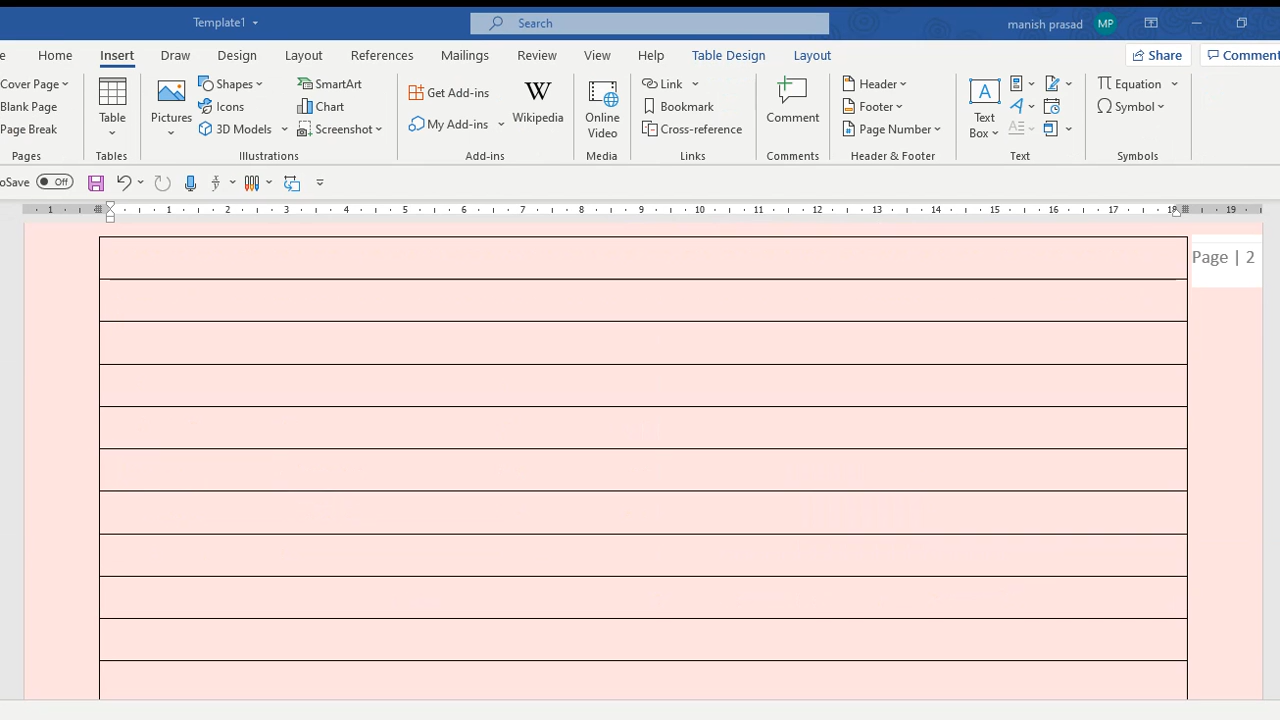 Template1
Search
manish prasad MP
e Home Insert Draw Design Layout References Mailings Review View Help Table Design Layout Share Comment
Cover Page Shapes SmartArt Get Add-ins Link Header Equation
Blank Page Icons Chart Bookmark Footer Symbol
Page Break 3D Models Screenshot My Add-ins Cross-reference Page Number
Table Pictures W Wikipedia Online Video Comment A Text Box
Pages Tables Illustrations Add-ins Media Links Comments Header & Footer Text Symbols
oSave Off
1 1 2 3 4 5 6 7 8 9 10 11 12 13 14 15 16 17 18 19
Page | 2